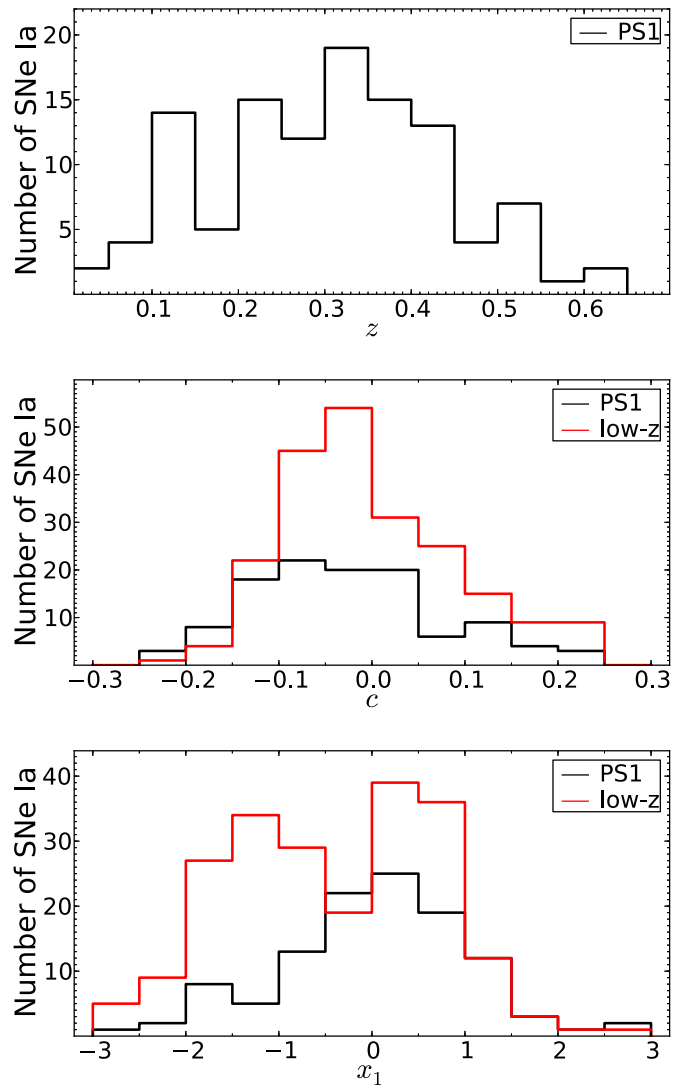 Number of SNe Ia
20
15
10
5
PS1
0.1 0.2 0.3 0.4 0.5 0.6
z
Number of SNe Ia
50
40
30
20
10
PS1
low-z
−0.3 −0.2 −0.1 0.0 0.1 0.2 0.3
c
Number of SNe Ia
40
30
20
10
PS1
low-z
−3 −2 −1 0 1 2 3
x₁